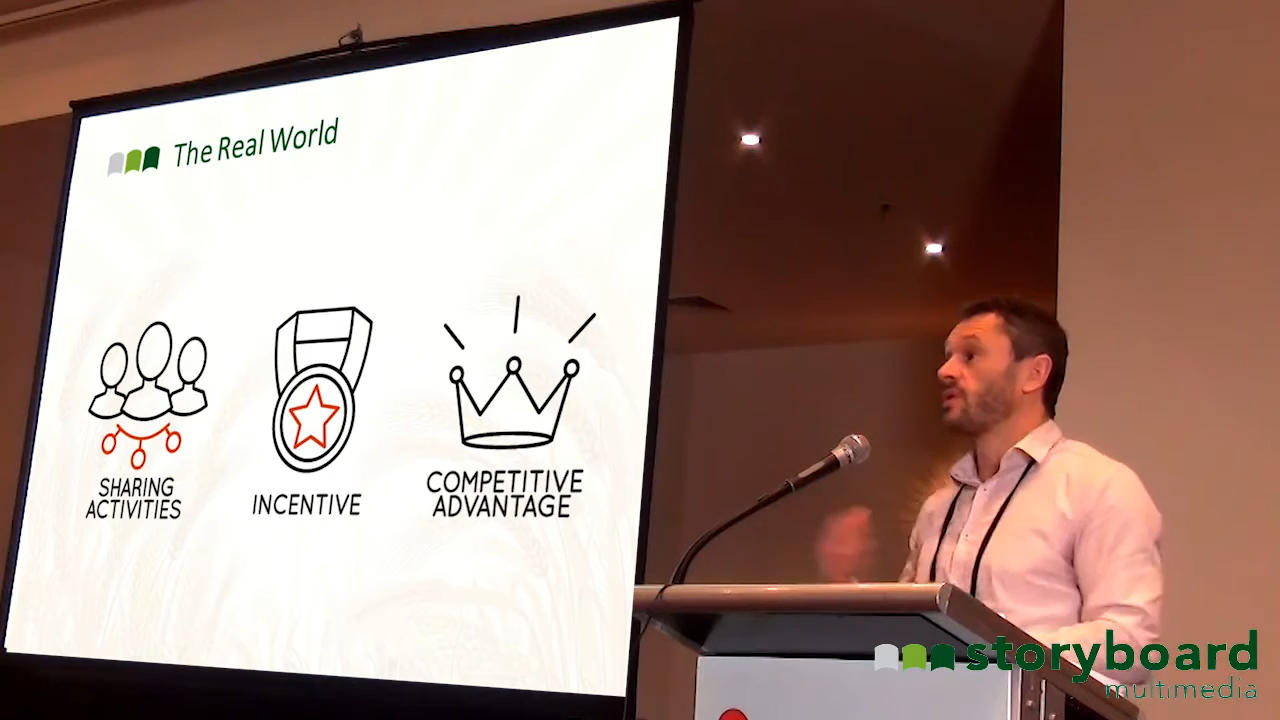 The Real World
SHARING
ACTIVITIES
INCENTIVE
COMPETITIVE
ADVANTAGE
storyboard
multimedia